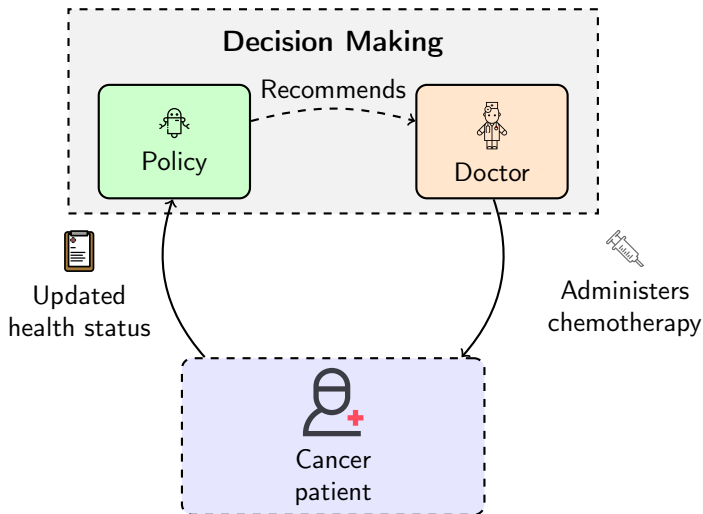 Decision Making
Recommends
Policy
Doctor
Updated
health status
Administers
chemotherapy
Cancer
patient